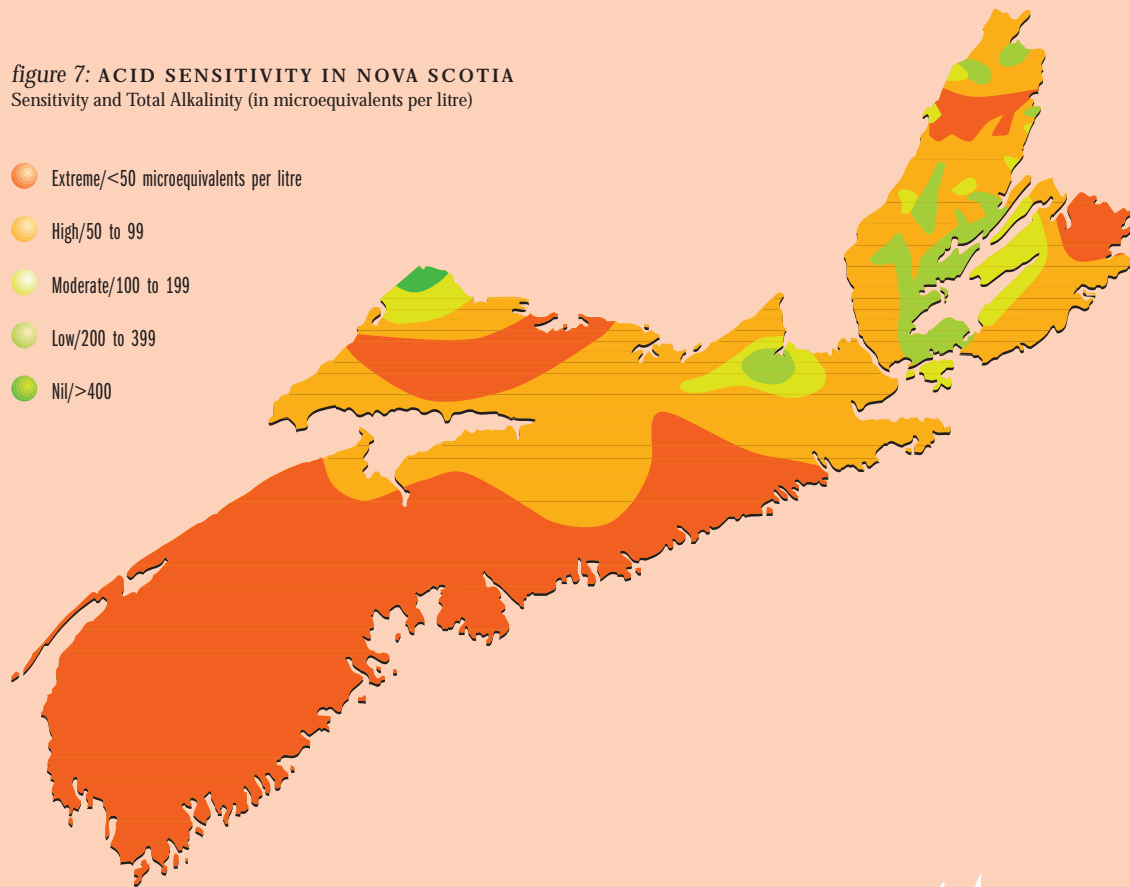 figure 7: ACID SENSITIVITY IN NOVA SCOTIA
Sensitivity and Total Alkalinity (in microequivalents per litre)
Extreme/<50 microequivalents per litre
High/50 to 99
Moderate/100 to 199
Low/200 to 399
Nil/>400